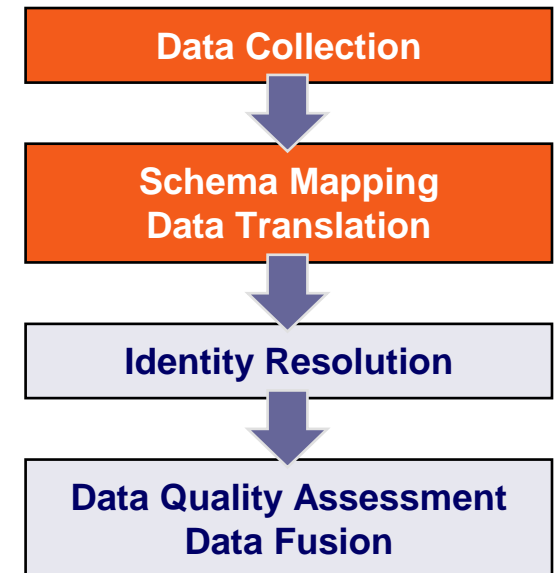 Data Collection
Schema Mapping
Data Translation
Identity Resolution
Data Quality Assessment
Data Fusion